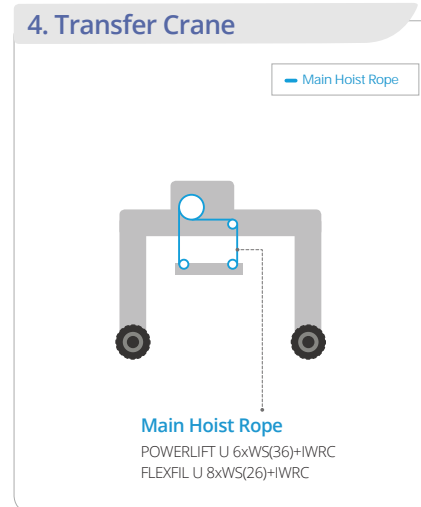 4. Transfer Crane
Main Hoist Rope
Main Hoist Rope
POWERLIFT U 6xWS(36)+IWRC
FLEXFIL U 8xWS(26)+IWRC